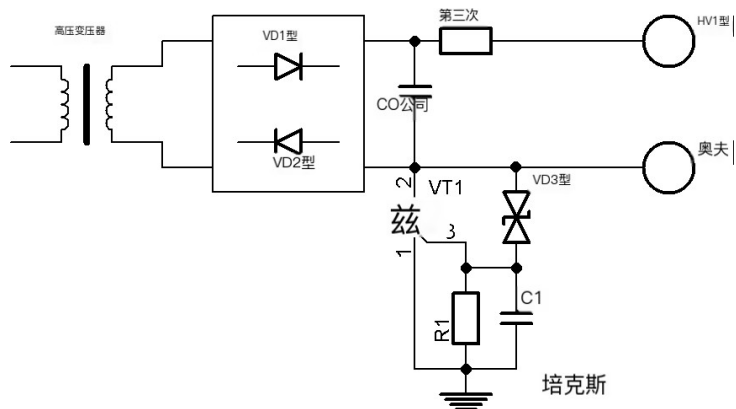 高压变压器
VD1型
VD2型
第三次
CO公司
HV1型
奥夫
2
VT1
兹
3
1
VD3型
R1
C1
培克斯